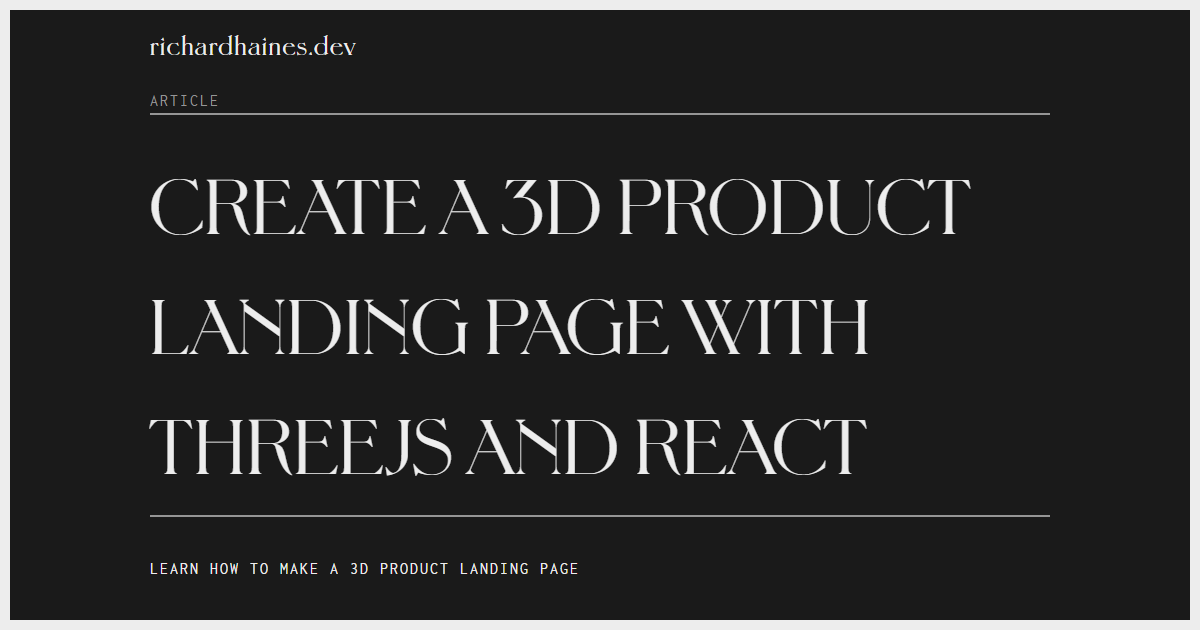 richardhaines.dev
ARTICLE
CREATE A 3D PRODUCT
LANDING PAGE WITH
THREEJS AND REACT
LEARN HOW TO MAKE A 3D PRODUCT LANDING PAGE